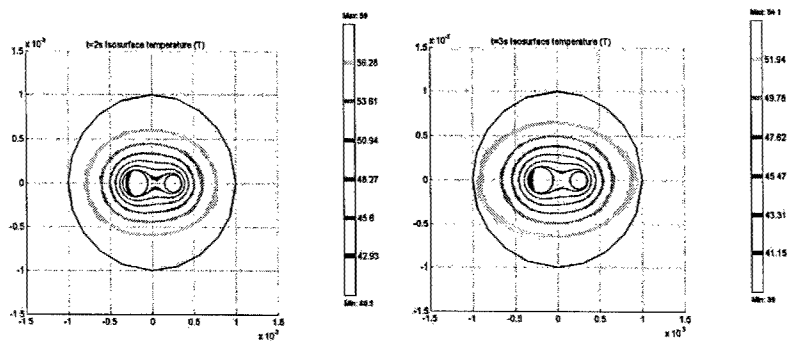 t=2s Isosurface temperature (T)
Max: 59
x 10⁻³
1.5
1
0.5
0
-0.5
-1
-1.5
-1.5 -1 -0.5 0 0.5 1 1.5
x 10⁻³
56.28
53.61
50.94
48.27
45.6
42.93
t=3s Isosurface temperature (T)
Max: 54.1
1.5
1
0.5
0
-0.5
-1
-1.5
-1.5 -1 -0.5 0 0.5 1 1.5
x 10⁻³
51.94
49.78
47.62
45.47
43.31
41.15
Min: 39